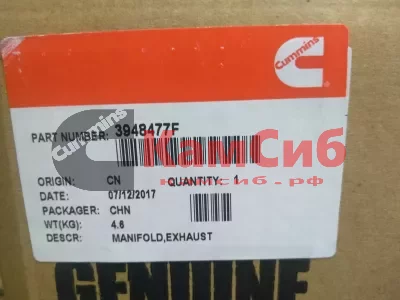 Cummins
PART NUMBER: 3948477F
Cummins КамСиб
камсиб.рф
ORIGIN: CN QUANTITY: 1
DATE: 07/12/2017
PACKAGER: CHN
WT(KG): 4.6
DESCR: MANIFOLD,EXHAUST
GENUINE